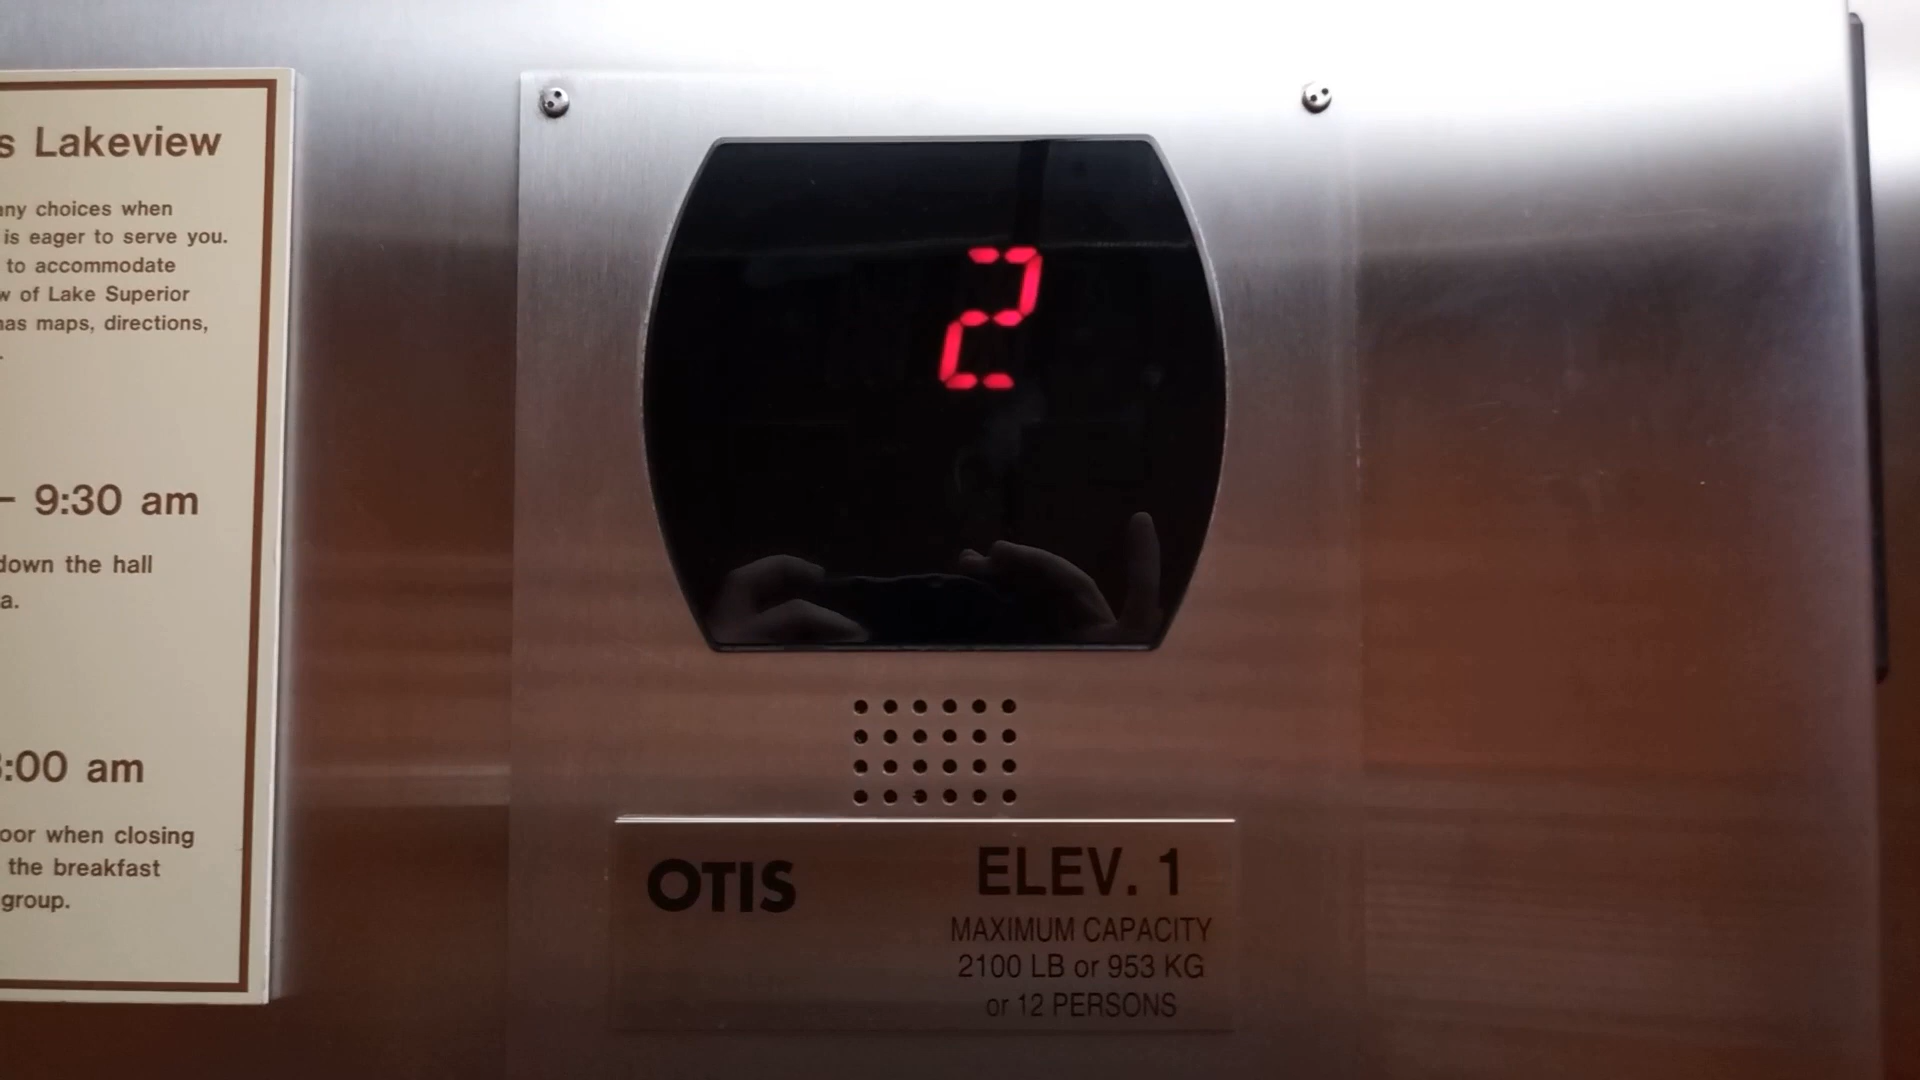 s Lakeview
any choices when
is eager to serve you.
to accommodate
w of Lake Superior
has maps, directions,
.
– 9:30 am
down the hall
a.
:00 am
oor when closing
the breakfast
group.
2
OTIS
ELEV. 1
MAXIMUM CAPACITY
2100 LB or 953 KG
or 12 PERSONS